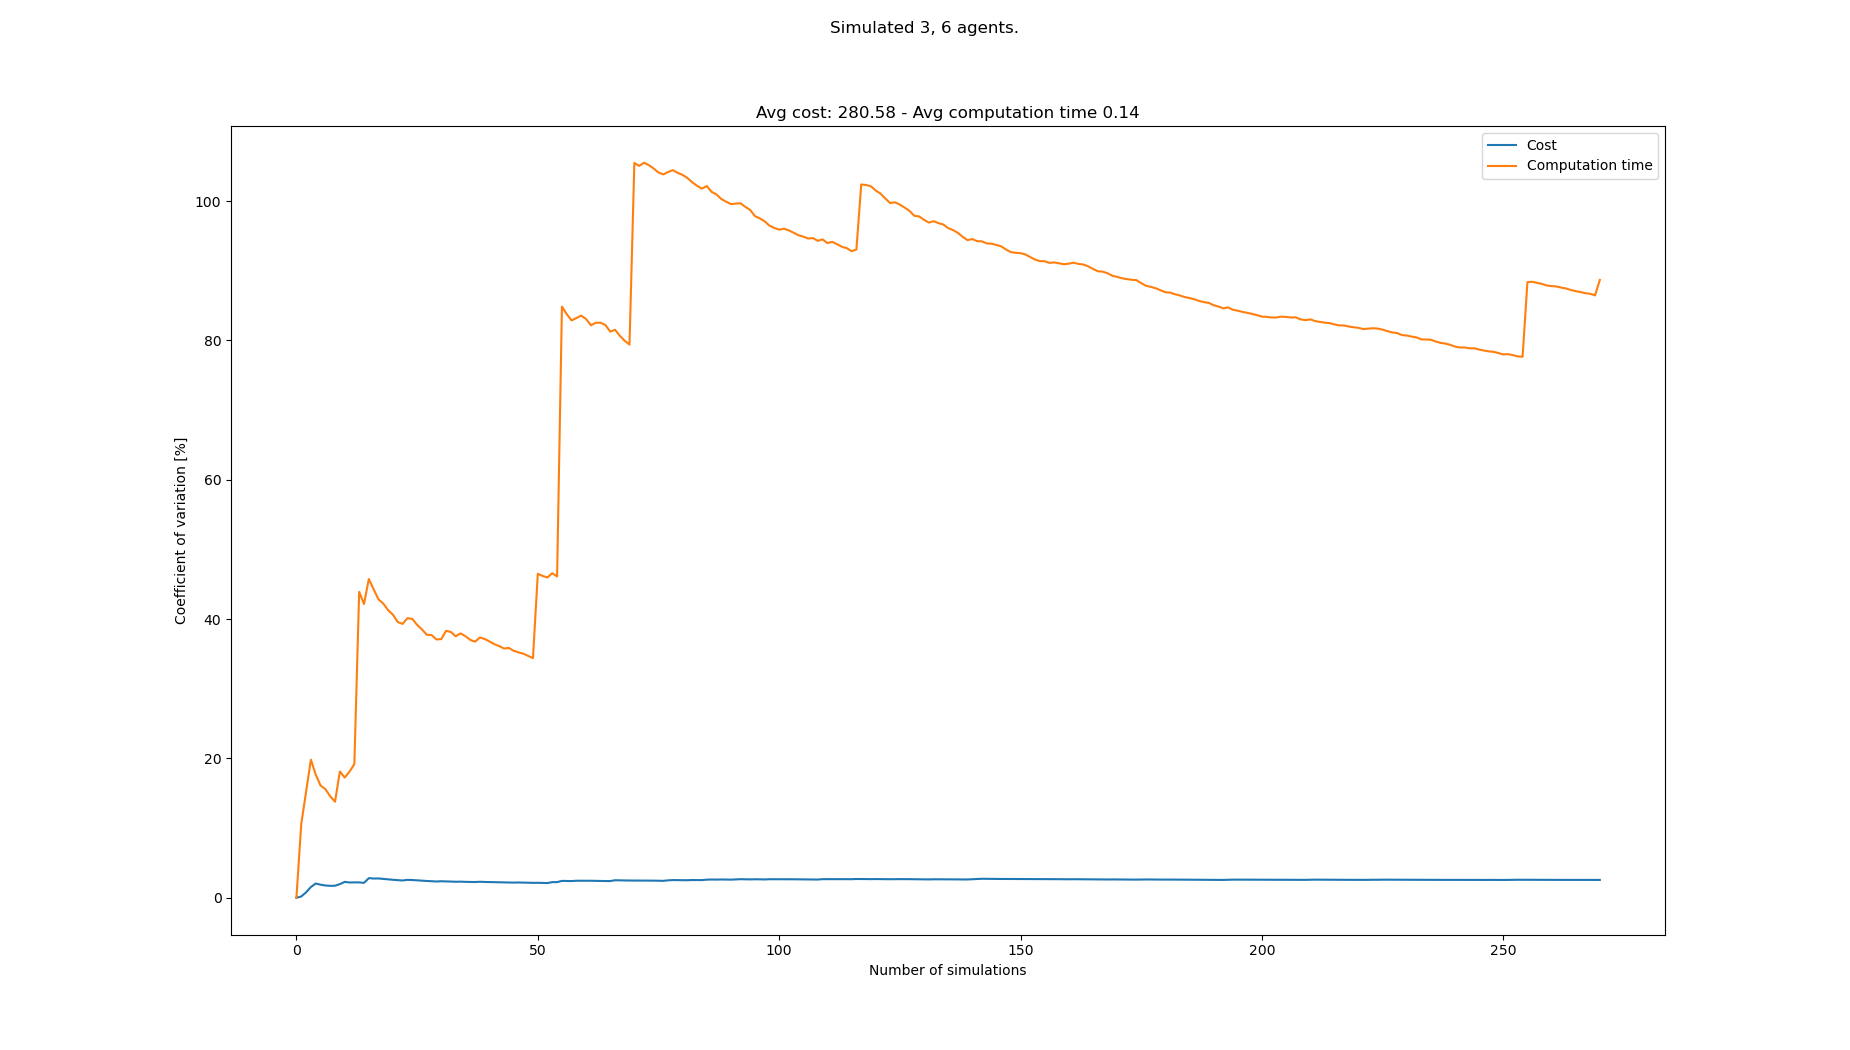 Simulated 3, 6 agents.
Avg cost: 280.58 - Avg computation time 0.14
Cost
Computation time
100
80
60
40
20
0
Coefficient of variation [%]
0 50 100 150 200 250
Number of simulations